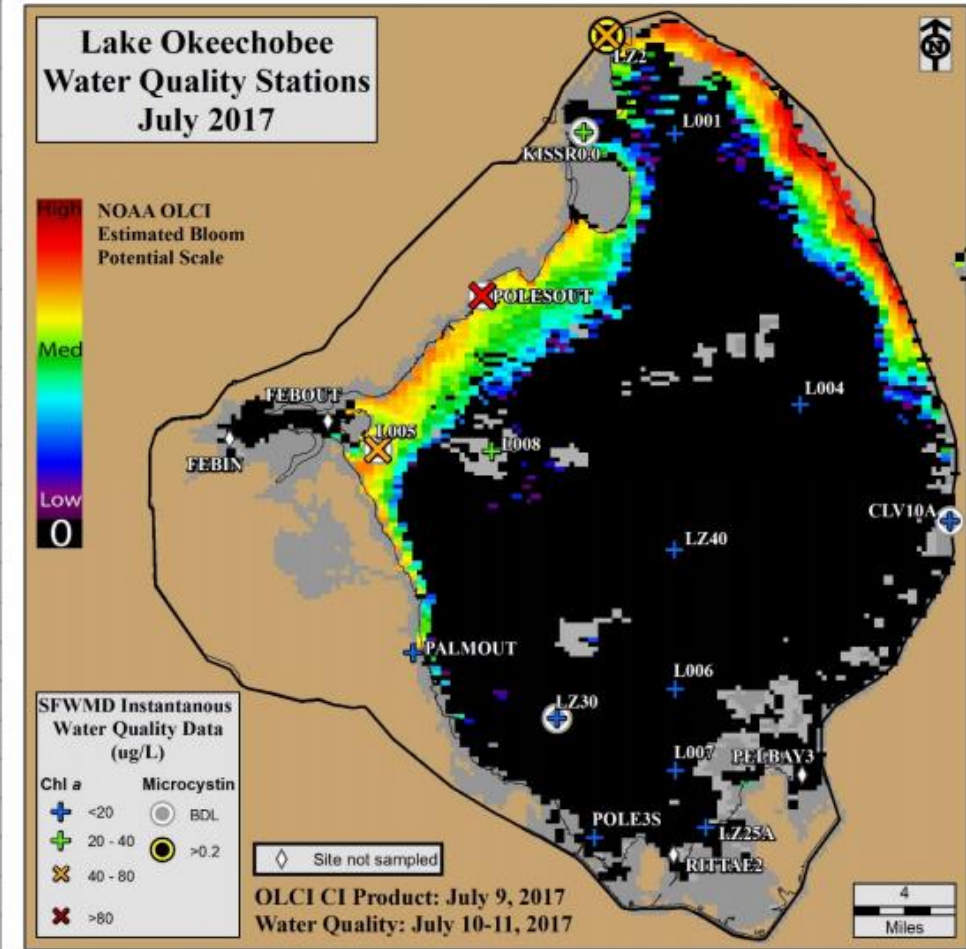 Lake Okeechobee
Water Quality Stations
July 2017
N
High
NOAA OLCI
Estimated Bloom
Potential Scale
Med
Low
0
LZ2
L001
KISSR0.0
POLESOUT
L004
FEBOUT
L005
L008
FEBIN
CLV10A
LZ40
PALMOUT
L006
LZ30
L007
PELBAY3
POLE3S
LZ25A
RITTAE2
SFWMD Instantanous
Water Quality Data
(ug/L)
Chl a Microcystin
<20 BDL
20 - 40 >0.2
40 - 80
>80
Site not sampled
OLCI CI Product: July 9, 2017
Water Quality: July 10-11, 2017
4
Miles